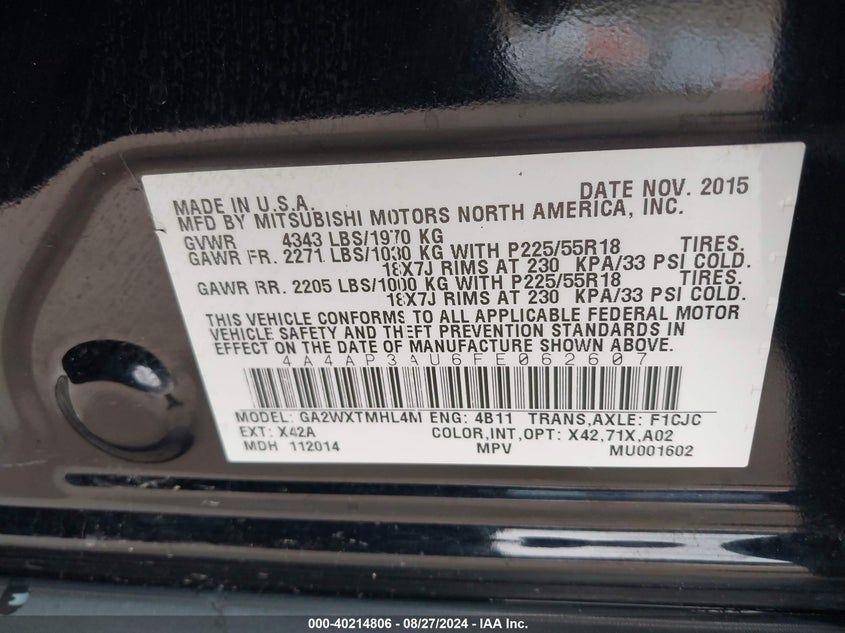 MADE IN U.S.A. DATE NOV. 2015
MFD BY MITSUBISHI MOTORS NORTH AMERICA, INC.
GVWR 4343 LBS/1970 KG
GAWR FR. 2271 LBS/1030 KG WITH P225/55R18 TIRES.
18X7J RIMS AT 230 KPA/33 PSI COLD.
GAWR RR. 2205 LBS/1000 KG WITH P225/55R18 TIRES.
18X7J RIMS AT 230 KPA/33 PSI COLD.
THIS VEHICLE CONFORMS TO ALL APPLICABLE FEDERAL MOTOR
VEHICLE SAFETY AND THEFT PREVENTION STANDARDS IN
EFFECT ON THE DATE OF MANUFACTURE SHOWN ABOVE.
4A4AP3AU6FE062607
MODEL: GA2WXTMHL4M ENG: 4B11 TRANS,AXLE: F1CJC
EXT: X42A COLOR,INT,OPT: X42,71X,A02
MDH 112014 MPV MU001602
000-40214806 - 08/27/2024 - IAA Inc.